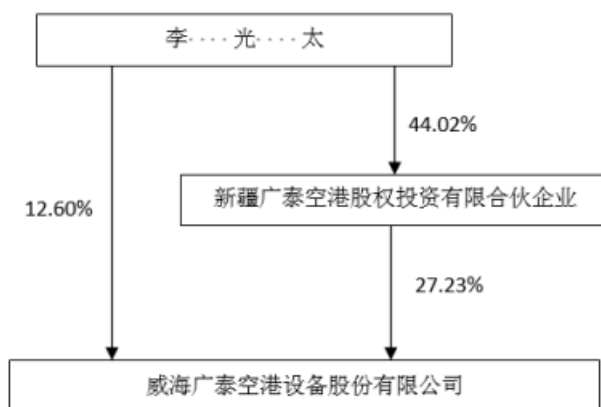 李····光····太
44.02%
12.60%
新疆广泰空港股权投资有限合伙企业
27.23%
威海广泰空港设备股份有限公司